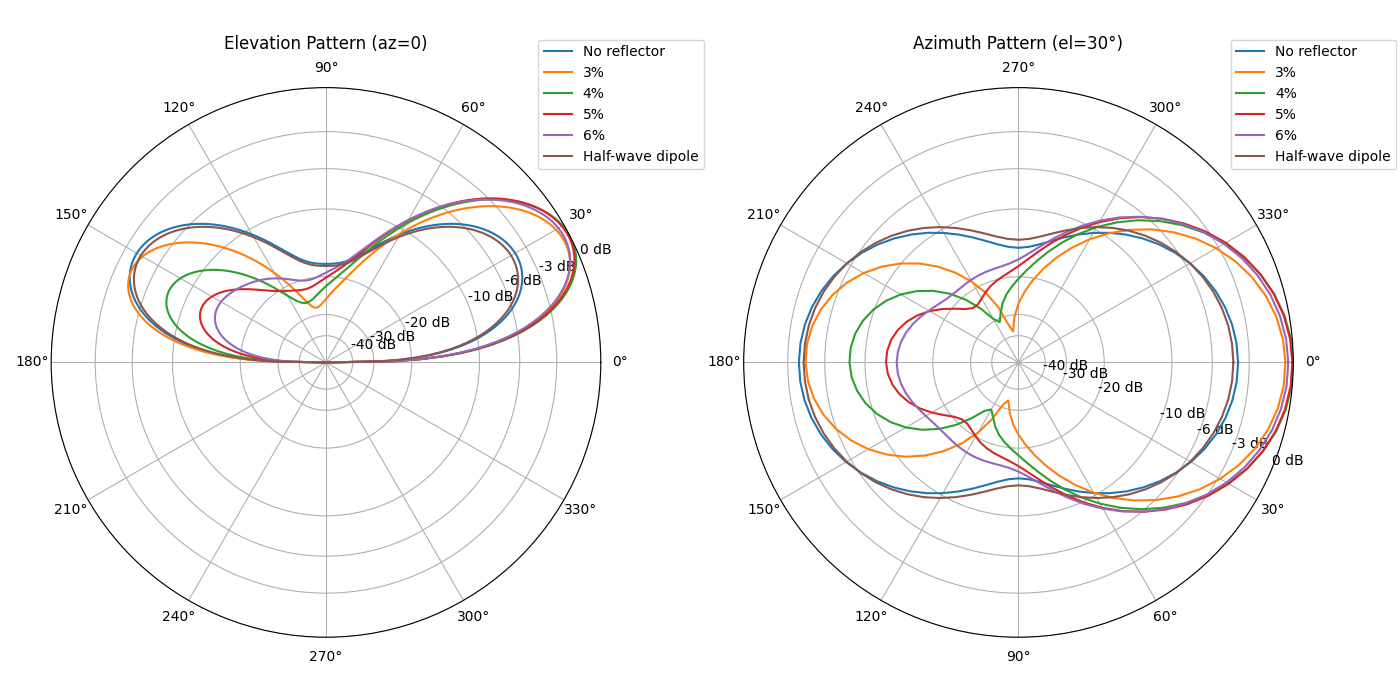 Elevation Pattern (az=0)
No reflector
3%
4%
5%
6%
Half-wave dipole
90°
120°
60°
150°
30°
0 dB
-3 dB
-6 dB
-10 dB
-20 dB
-30 dB
-40 dB
180°
0°
210°
330°
240°
300°
270°
Azimuth Pattern (el=30°)
No reflector
3%
4%
5%
6%
Half-wave dipole
270°
240°
300°
210°
330°
180°
0°
-40 dB
-30 dB
-20 dB
-10 dB
-6 dB
-3 dB
0 dB
150°
30°
120°
60°
90°